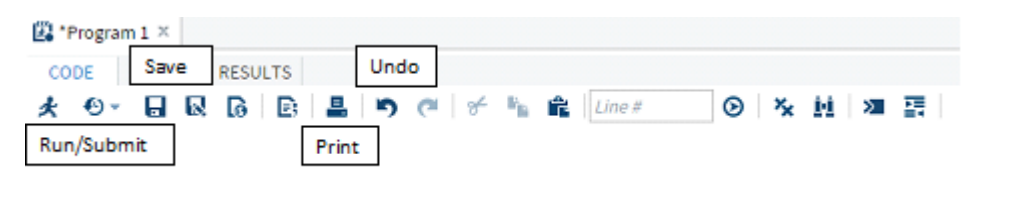 *Program 1 ×
CODE Save RESULTS Undo
Line #
Run/Submit Print